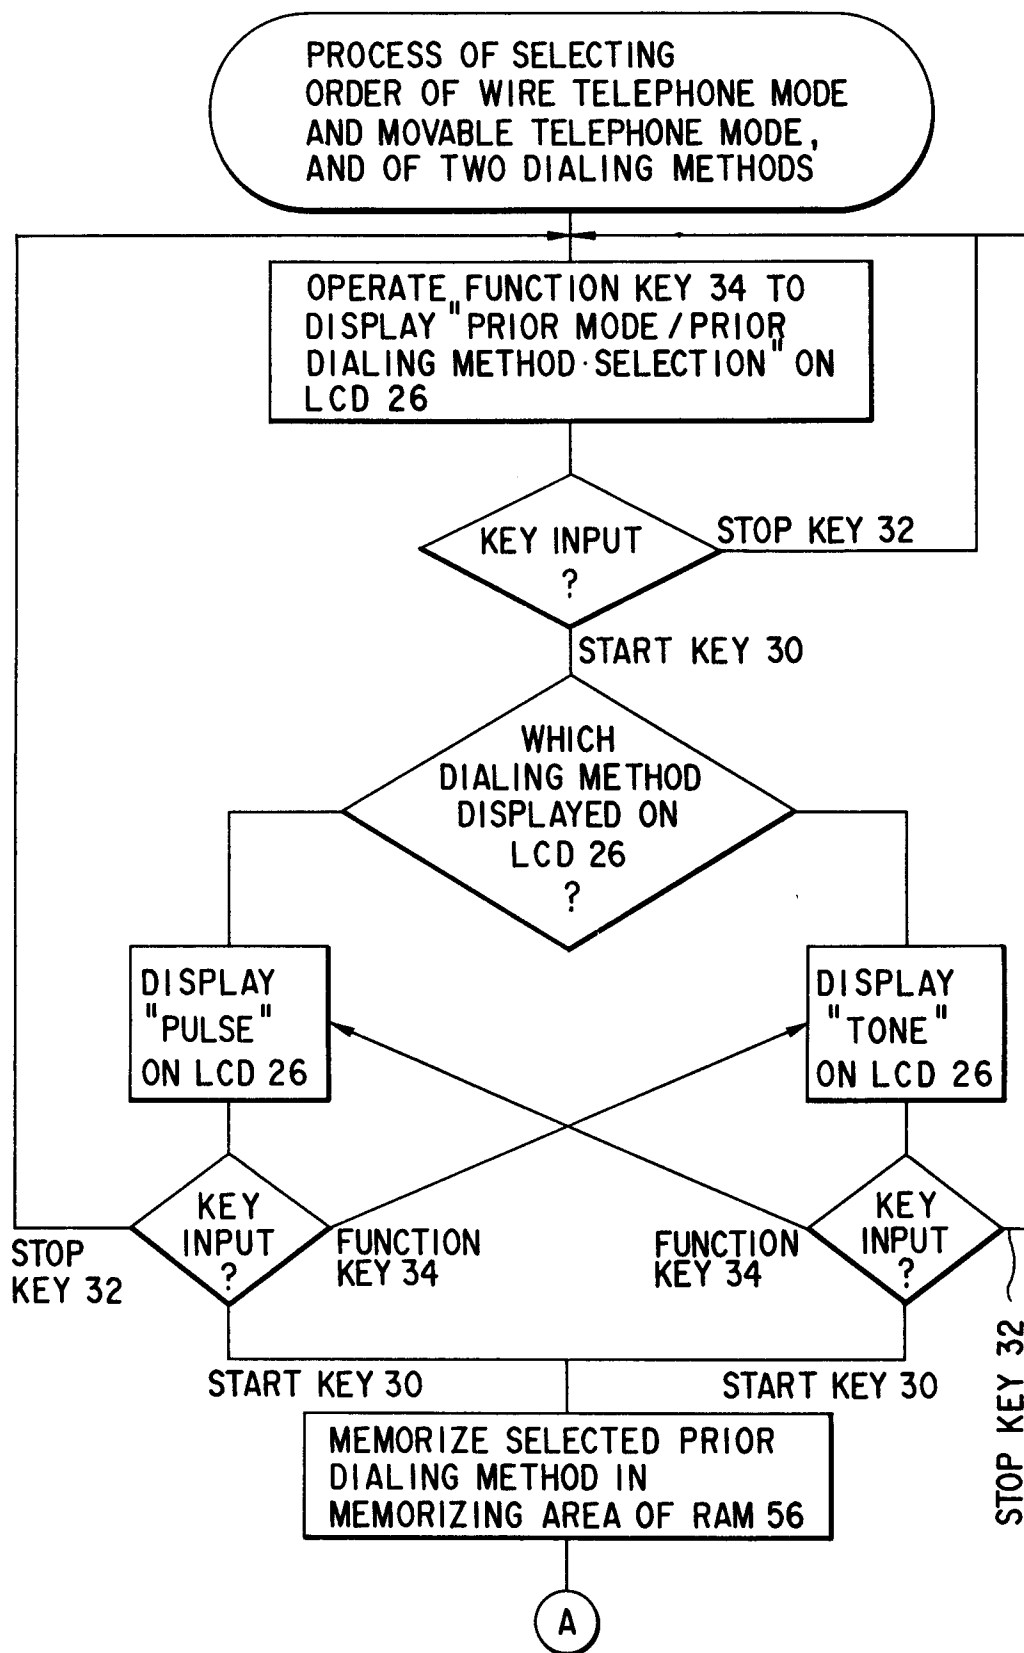 PROCESS OF SELECTING
ORDER OF WIRE TELEPHONE MODE
AND MOVABLE TELEPHONE MODE,
AND OF TWO DIALING METHODS
OPERATE FUNCTION KEY 34 TO
DISPLAY "PRIOR MODE / PRIOR
DIALING METHOD SELECTION" ON
LCD 26
KEY INPUT
?
STOP KEY 32
START KEY 30
WHICH
DIALING METHOD
DISPLAYED ON
LCD 26
?
DISPLAY
"PULSE"
ON LCD 26
DISPLAY
"TONE"
ON LCD 26
KEY
INPUT
?
STOP
KEY 32
FUNCTION
KEY 34
FUNCTION
KEY 34
KEY
INPUT
?
STOP KEY 32
START KEY 30
START KEY 30
MEMORIZE SELECTED PRIOR
DIALING METHOD IN
MEMORIZING AREA OF RAM 56
A